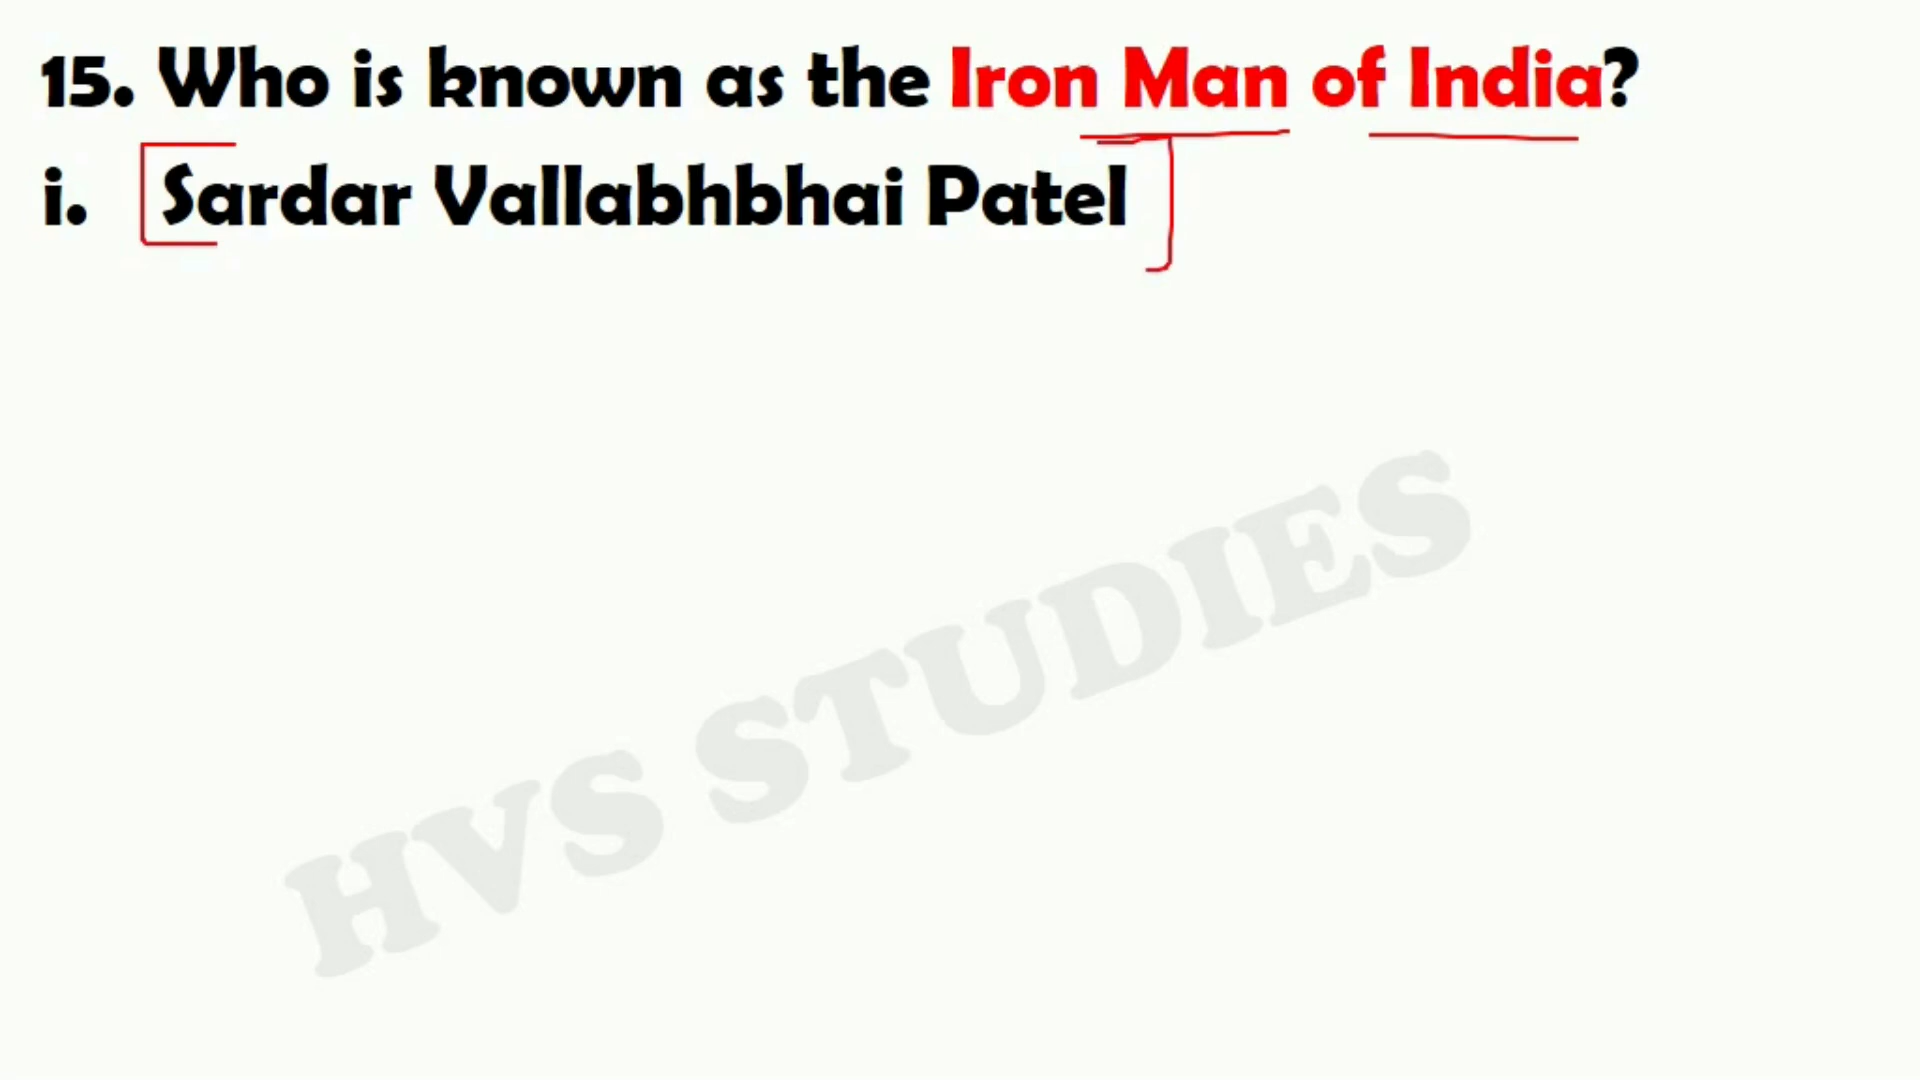 15. Who is known as the Iron Man of India?
i. Sardar Vallabhbhai Patel
HVS STUDIES